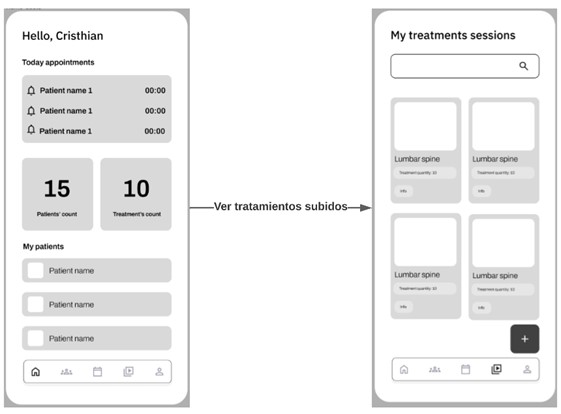 Hello, Cristhian
Today appointments
Patient name 1 00:00
Patient name 1 00:00
Patient name 1 00:00
15
Patients' count
10
Treatment's count
My patients
Patient name
Patient name
Patient name
Ver tratamientos subidos
My treatments sessions
Lumbar spine
Treatment quantity: 10
Info
Lumbar spine
Treatment quantity: 10
Info
Lumbar spine
Treatment quantity: 10
Info
Lumbar spine
Treatment quantity: 10
Info
+